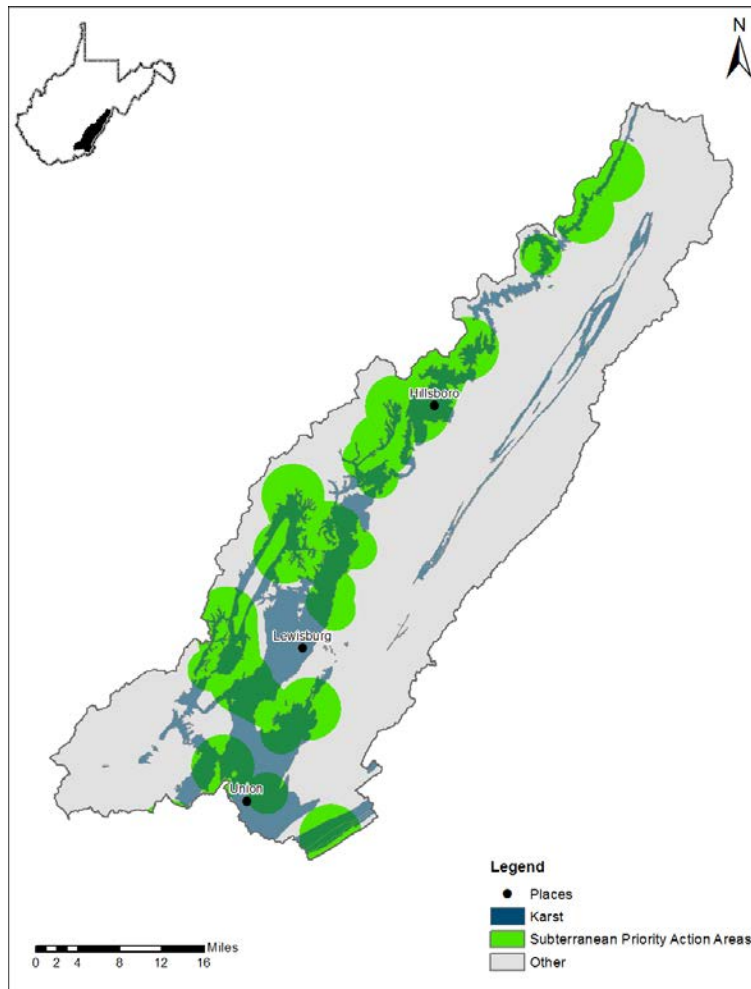 N
Hillsboro
Lewisburg
Union
Legend
Places
Karst
Subterranean Priority Action Areas
Other
Miles
0 2 4 8 12 16